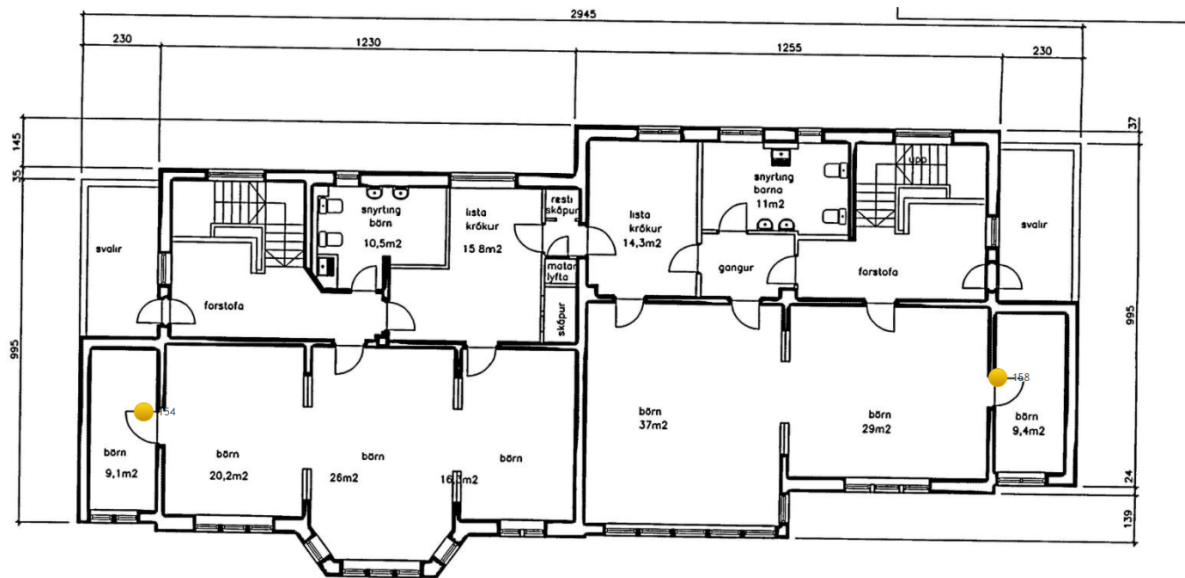 2945
230
1230
1255
230
145
35
995
37
995
24
139
svalir
forstofa
snyrting
börn
10,5m2
lista
krókur
15 8m2
resti
skápur
matar
lyfta
skápur
lista
krókur
14,3m2
snyrting
barna
11m2
gangur
upp
forstofa
svalir
154
158
börn
9,1m2
börn
20,2m2
börn
26m2
börn
börn
37m2
börn
29m2
börn
9,4m2